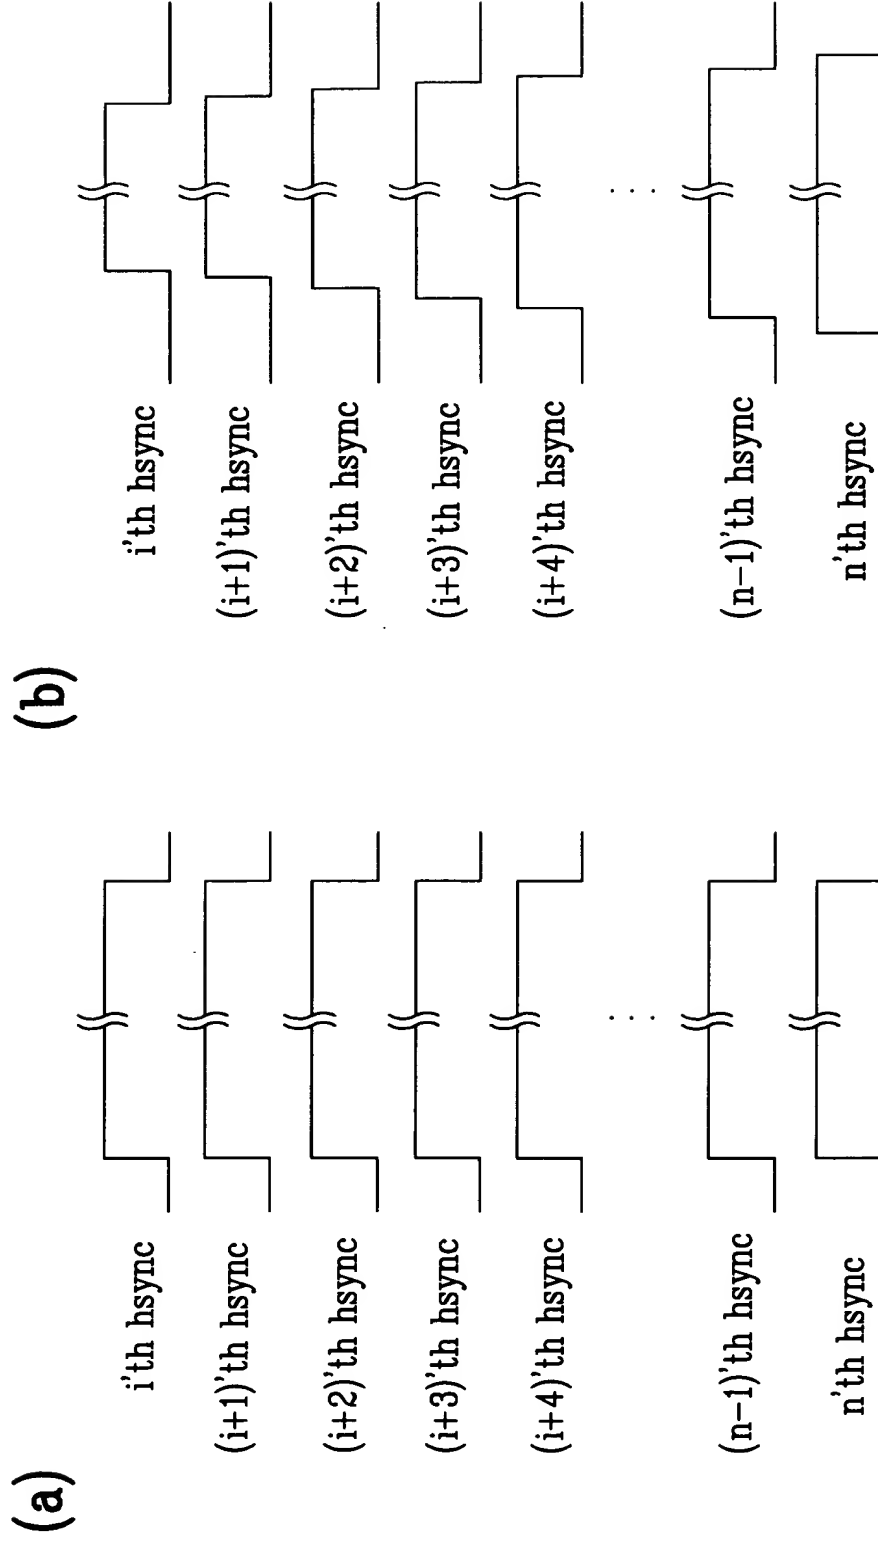 (a)
i'th hsync
(i+1)'th hsync
(i+2)'th hsync
(i+3)'th hsync
(i+4)'th hsync
. . .
(n−1)'th hsync
n'th hsync
(b)
i'th hsync
(i+1)'th hsync
(i+2)'th hsync
(i+3)'th hsync
(i+4)'th hsync
. . .
(n−1)'th hsync
n'th hsync